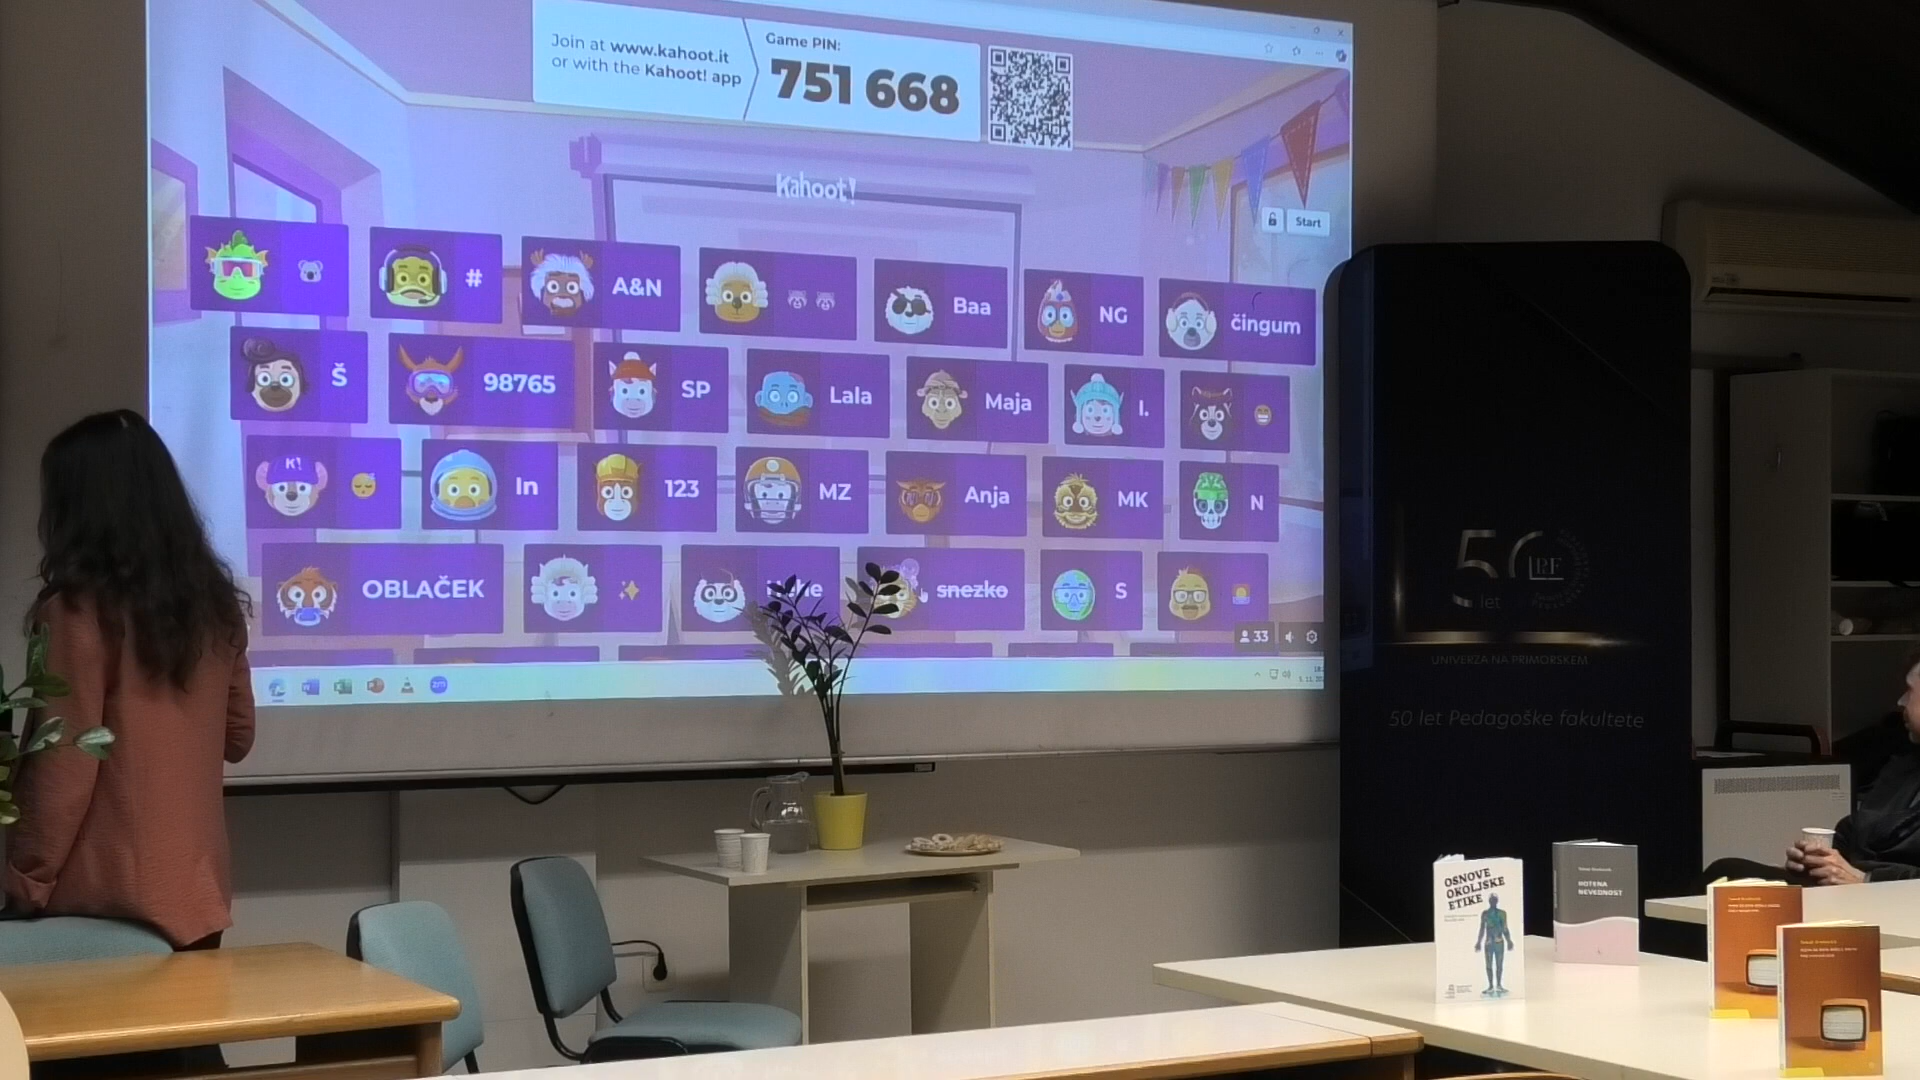 Join at www.kahoot.it
or with the Kahoot! app
Game PIN:
751 668
Kahoot!
Start
#
A&N
Baa
NG
čingum
Š
98765
SP
Lala
Maja
I.
In
123
MZ
Anja
MK
N
OBLAČEK
snezko
S
33
50
let
PEF
UNIVERZA NA PRIMORSKEM
50 let Pedagoške fakultete
OSNOVE
OKOLJSKE
ETIKE
HOTENA
NEVEDNOST